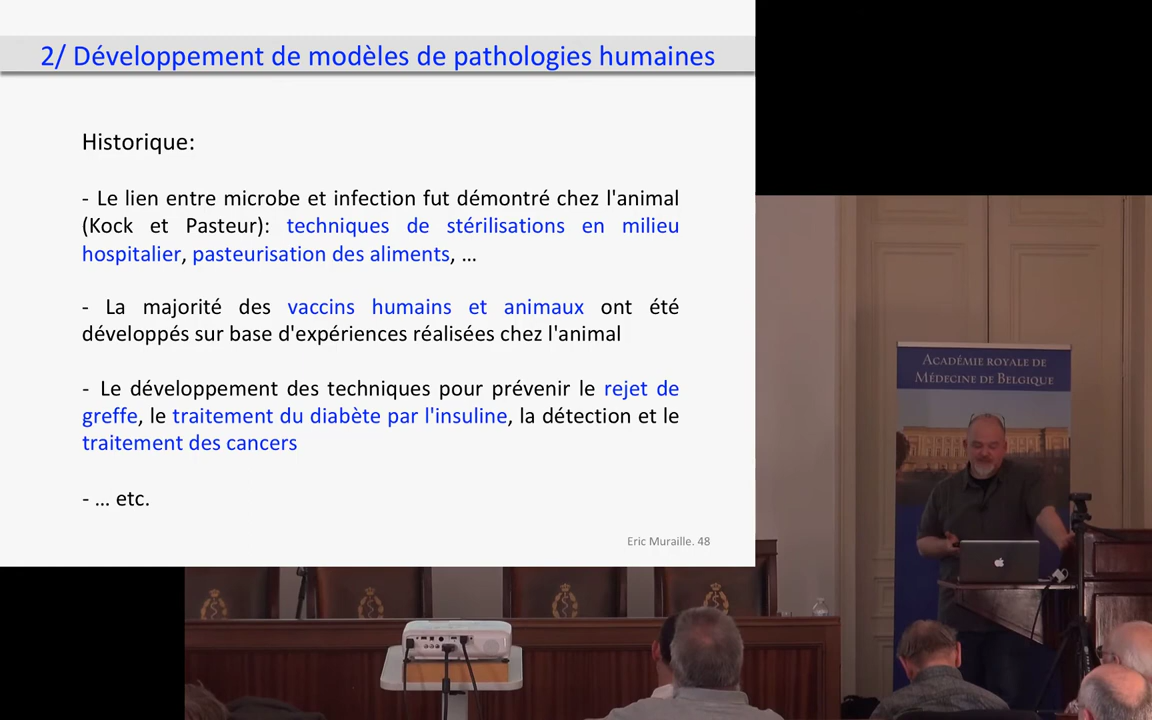 2/ Développement de modèles de pathologies humaines
Historique:
- Le lien entre microbe et infection fut démontré chez l'animal
(Kock et Pasteur): techniques de stérilisations en milieu
hospitalier, pasteurisation des aliments, ...
- La majorité des vaccins humains et animaux ont été
développés sur base d'expériences réalisées chez l'animal
- Le développement des techniques pour prévenir le rejet de
greffe, le traitement du diabète par l'insuline, la détection et le
traitement des cancers
- ... etc.
Eric Muraille. 48
Académie royale de
Médecine de Belgique